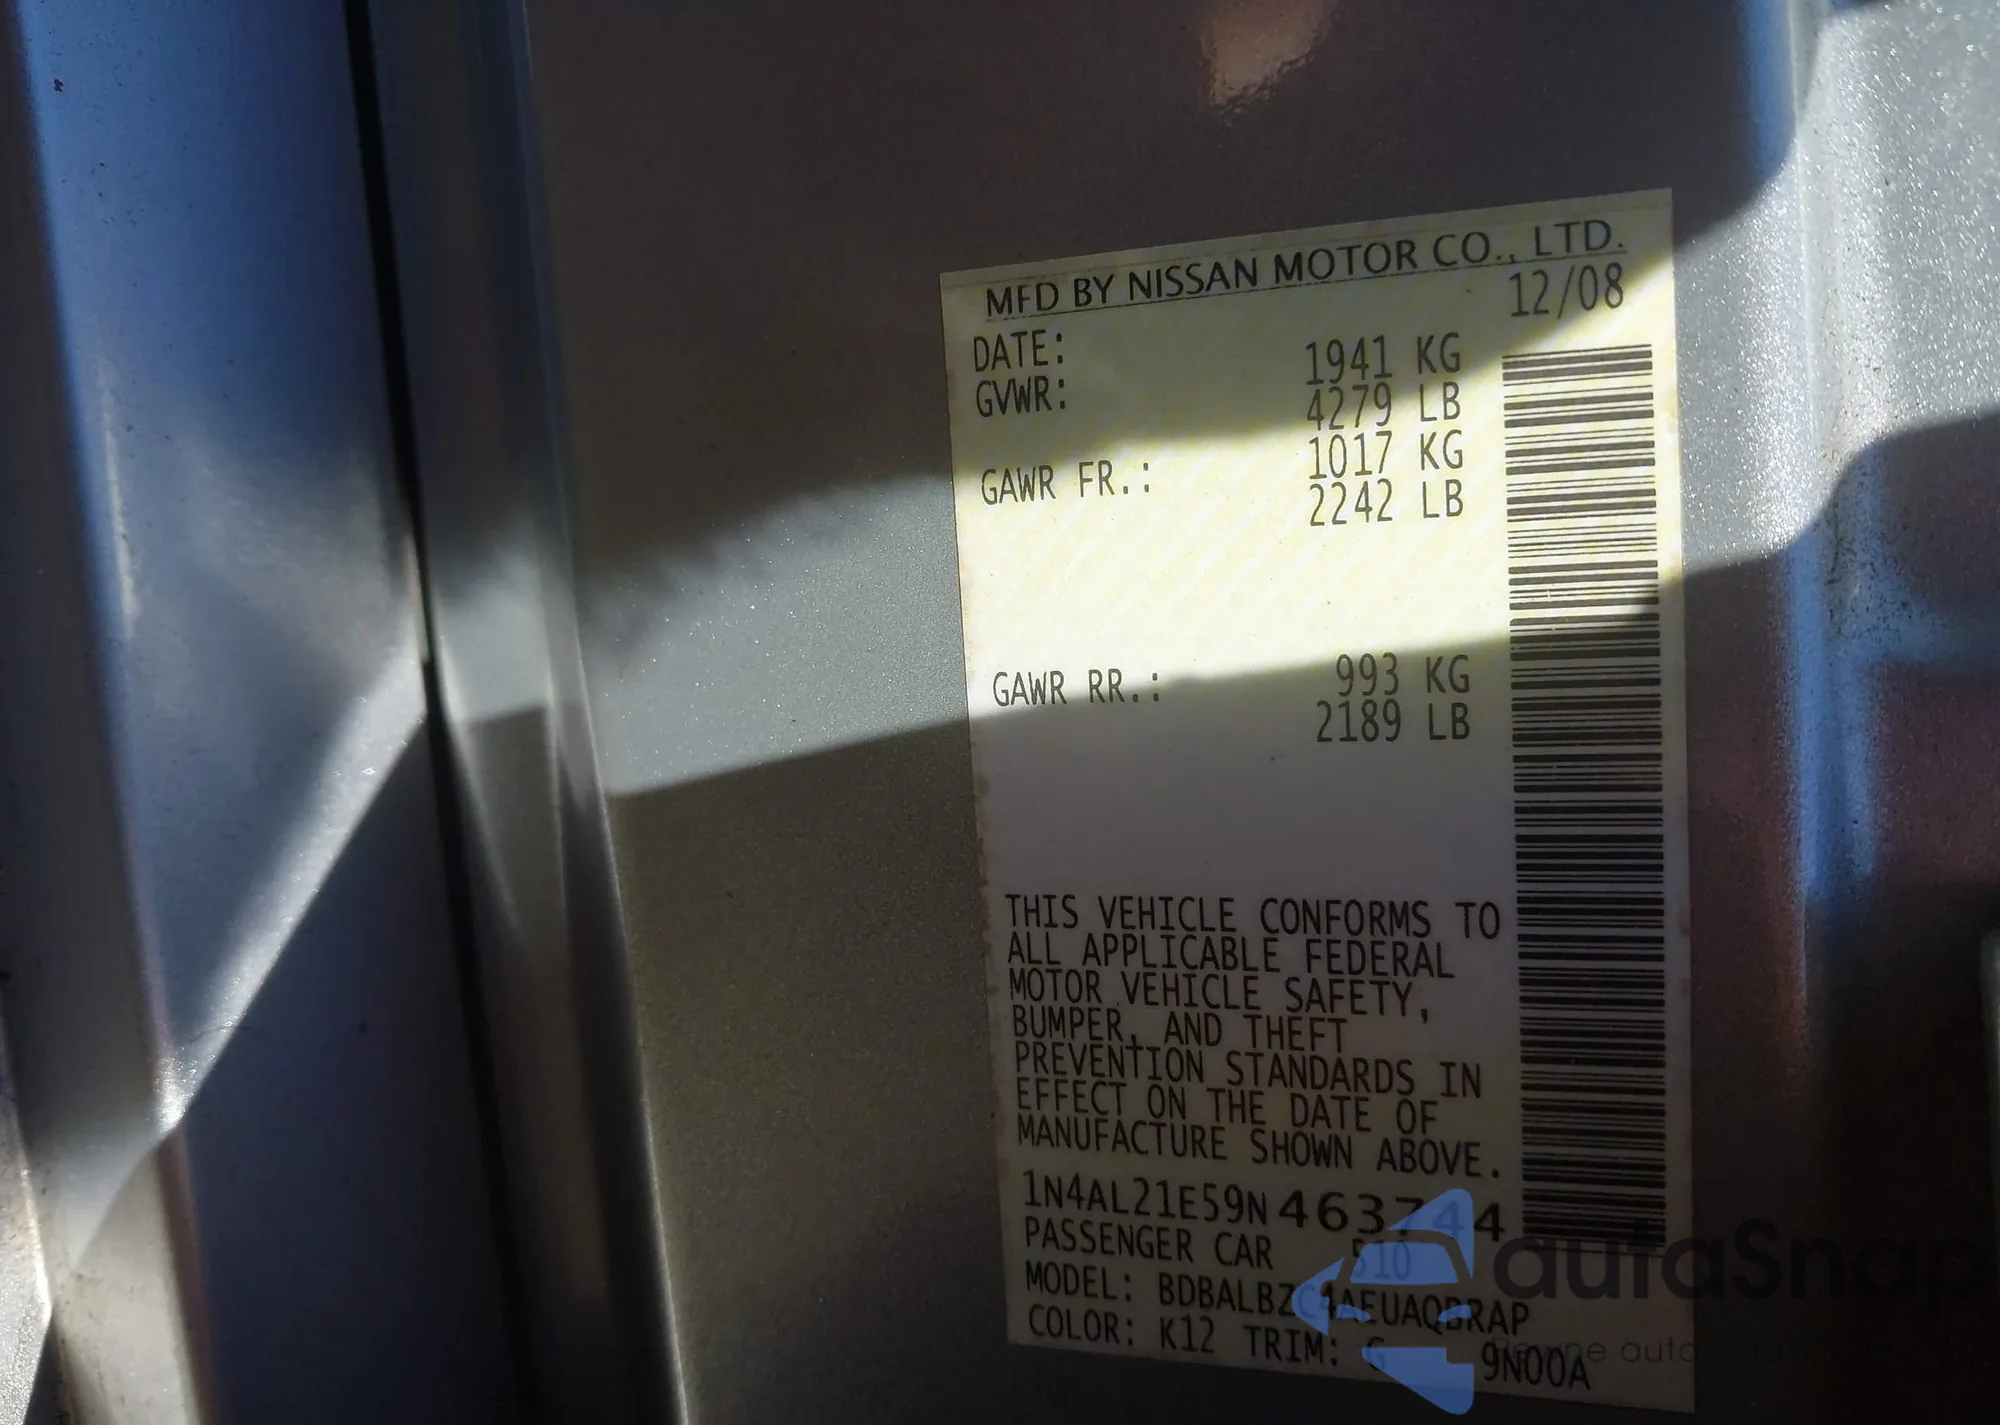 MFD BY NISSAN MOTOR CO., LTD.
DATE: 12/08
GVWR: 1941 KG
4279 LB
GAWR FR.: 1017 KG
2242 LB
GAWR RR.: 993 KG
2189 LB
THIS VEHICLE CONFORMS TO
ALL APPLICABLE FEDERAL
MOTOR VEHICLE SAFETY,
BUMPER, AND THEFT
PREVENTION STANDARDS IN
EFFECT ON THE DATE OF
MANUFACTURE SHOWN ABOVE.
1N4AL21E59N 463744
PASSENGER CAR 510
MODEL:
COLOR: K12 TRIM: G 9N00A
autaSnap